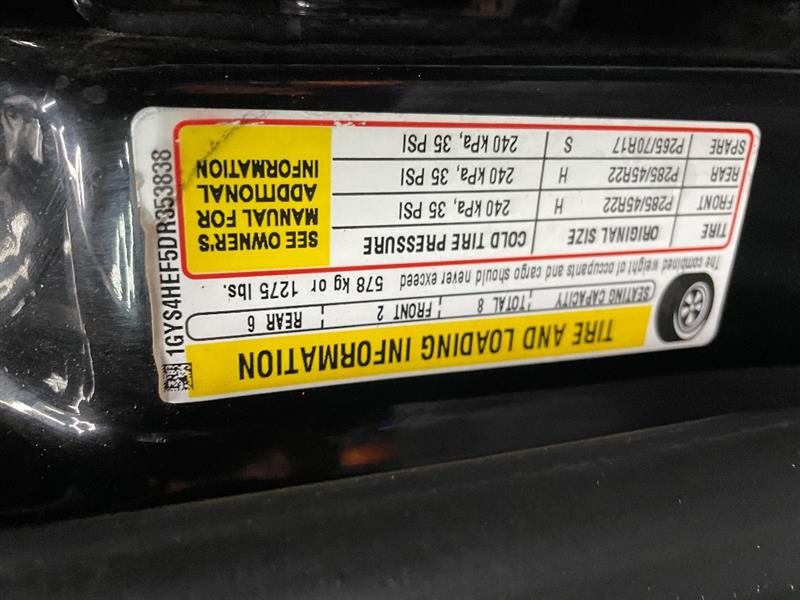 TIRE AND LOADING INFORMATION
SEATING CAPACITY TOTAL 8 FRONT 2 REAR 6
The combined weight of occupants and cargo should never exceed 578 kg or 1275 lbs.
TIRE ORIGINAL SIZE COLD TIRE PRESSURE
FRONT P285/45R22 H 240 kPa, 35 PSI
REAR P285/45R22 H 240 kPa, 35 PSI
SPARE P265/70R17 S 240 kPa, 35 PSI
SEE OWNER'S
MANUAL FOR
ADDITIONAL
INFORMATION
1GYS4HEF5DR353838